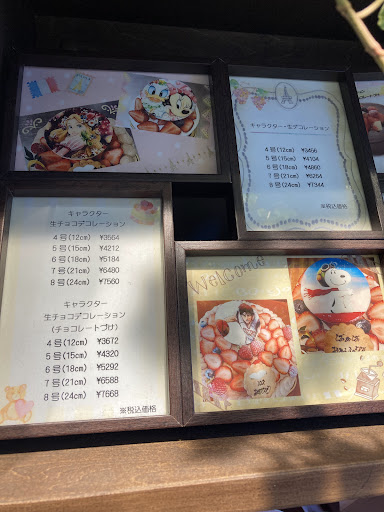 キャラクター・生デコレーション
4号(12cm) ¥3456
5号(15cm) ¥4104
6号(18cm) ¥4860
7号(21cm) ¥6264
8号(24cm) ¥7344
※税込価格
キャラクター
生チョコデコレーション
4号(12cm) ¥3564
5号(15cm) ¥4212
6号(18cm) ¥5184
7号(21cm) ¥6480
8号(24cm) ¥7560
キャラクター
生チョコデコレーション
(チョコレートづけ)
4号(12cm) ¥3672
5号(15cm) ¥4320
6号(18cm) ¥5292
7号(21cm) ¥6588
8号(24cm) ¥7668
※税込価格
Welcome